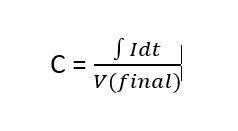 C = ∫ Idt / V(final)